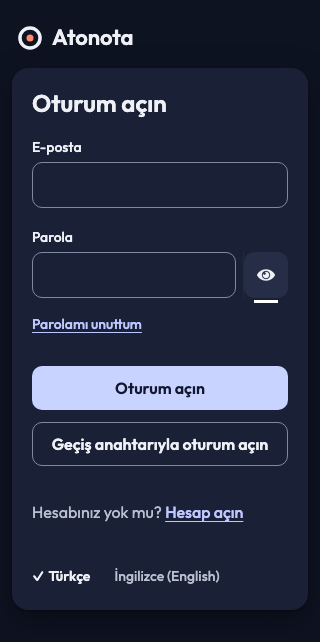 Atonota
Oturum açın
E-posta
Parola
Parolamı unuttum
Oturum açın
Geçiş anahtarıyla oturum açın
Hesabınız yok mu? Hesap açın
Türkçe İngilizce (English)